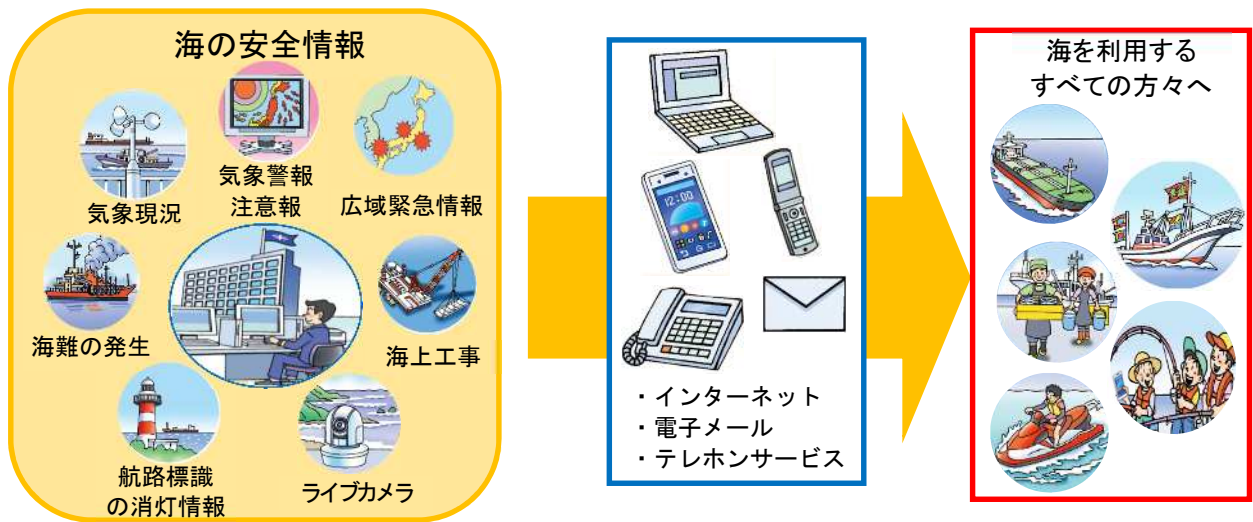 海の安全情報
気象現況
気象警報
注意報
広域緊急情報
海難の発生
海上工事
航路標識
の消灯情報
ライブカメラ
12:00
・インターネット
・電子メール
・テレホンサービス
海を利用する
すべての方々へ